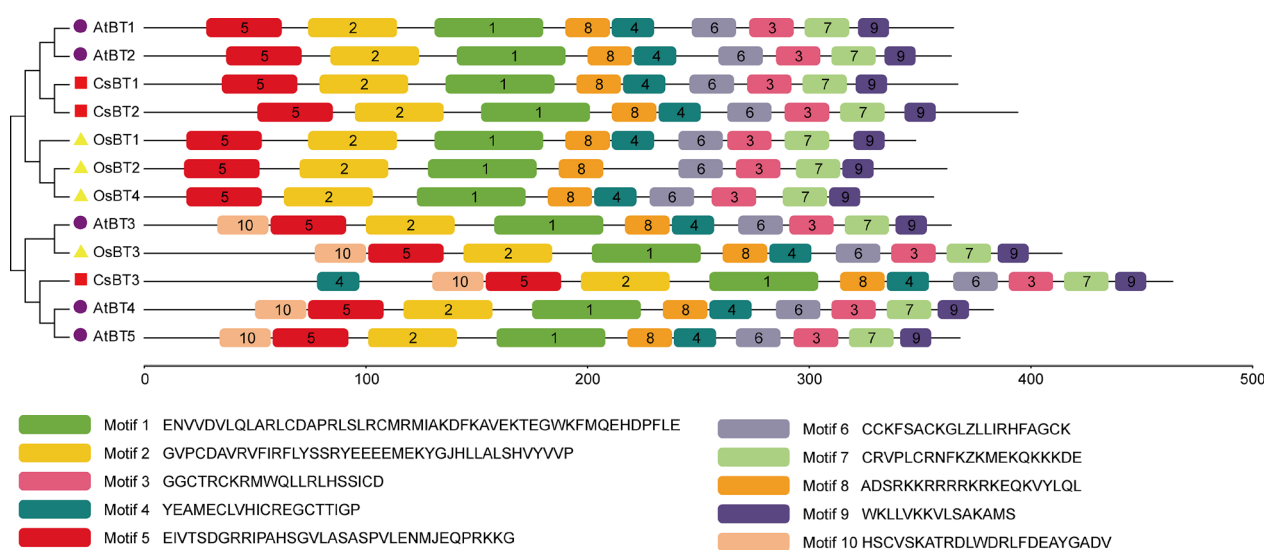 AtBT1 5 2 1 8 4 6 3 7 9
AtBT2 5 2 1 8 4 6 3 7 9
CsBT1 5 2 1 8 4 6 3 7 9
CsBT2 5 2 1 8 4 6 3 7 9
OsBT1 5 2 1 8 4 6 3 7 9
OsBT2 5 2 1 8 6 3 7 9
OsBT4 5 2 1 8 4 6 3 7 9
AtBT3 10 5 2 1 8 4 6 3 7 9
OsBT3 10 5 2 1 8 4 6 3 7 9
CsBT3 4 10 5 2 1 8 4 6 3 7 9
AtBT4 10 5 2 1 8 4 6 3 7 9
AtBT5 10 5 2 1 8 4 6 3 7 9
0 100 200 300 400 500
Motif 1 ENVVDVLQLARLCDAPRLSLRCMRMIAKDFKAVEKTEGWKFMQEHDPFLE
Motif 2 GVPCDAVRVFIRFLYSSRYEEEEMEKYGJHLLALSHVYVVP
Motif 3 GGCTRCKRMWQLLRLHSSICD
Motif 4 YEAMECLVHICREGCTTIGP
Motif 5 EIVTSDGRRIPAHSGVLASASPVLENMJEQPRKKG
Motif 6 CCKFSACKGLZLLIRHFAGCK
Motif 7 CRVPLCRNFKZKMEKQKKKDE
Motif 8 ADSRKKRRRRKRKEQKVYLQL
Motif 9 WKLLVKKVLSAKAMS
Motif 10 HSCVSKATRDLWDRLFDEAYGADV